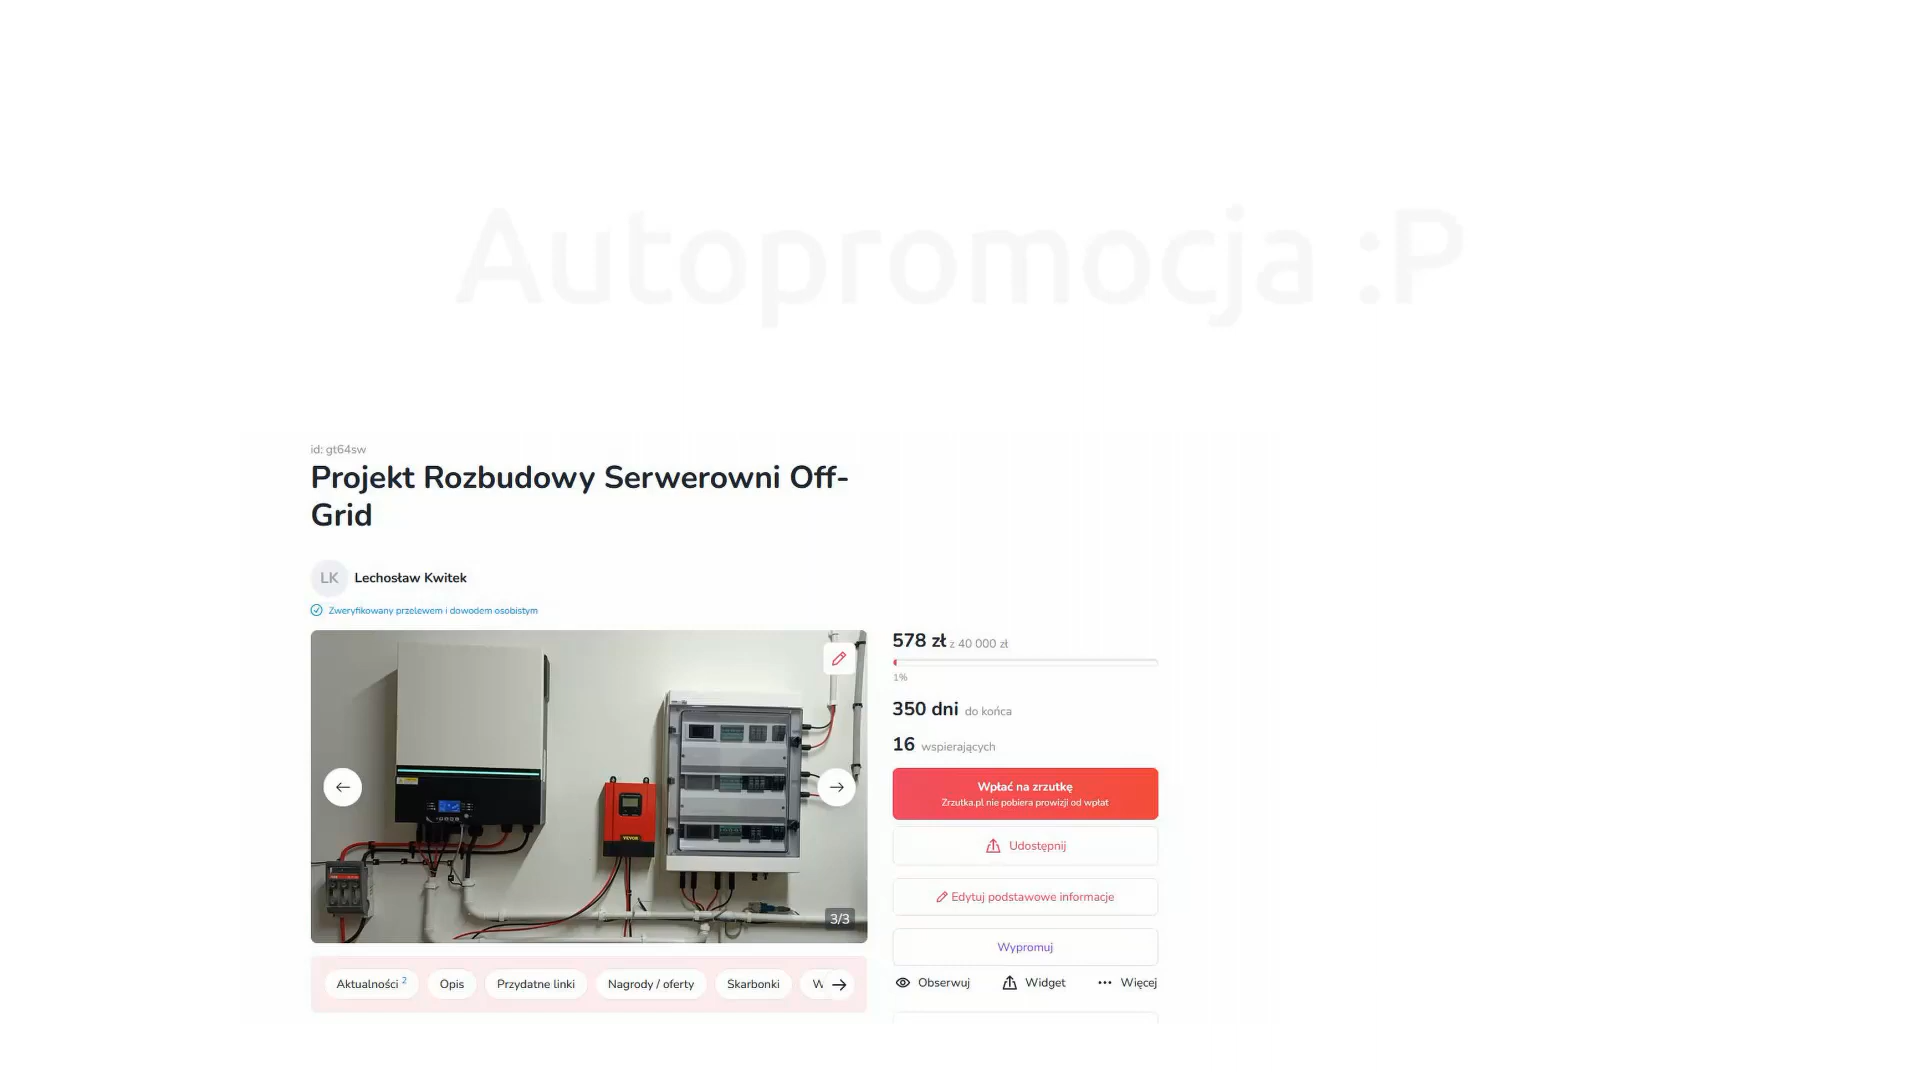 Autopromocja :P
id: gt64sw
Projekt Rozbudowy Serwerowni Off-
Grid
LK
Lechosław Kwitek
Zweryfikowany przelewem i dowodem osobistym
VEVOR
3/3
Aktualności 2
Opis
Przydatne linki
Nagrody / oferty
Skarbonki
W
578 zł z 40 000 zł
1%
350 dni do końca
16 wspierających
Wpłać na zrzutkę
Zrzutka.pl nie pobiera prowizji od wpłat
Udostępnij
Edytuj podstawowe informacje
Wypromuj
Obserwuj
Widget
Więcej